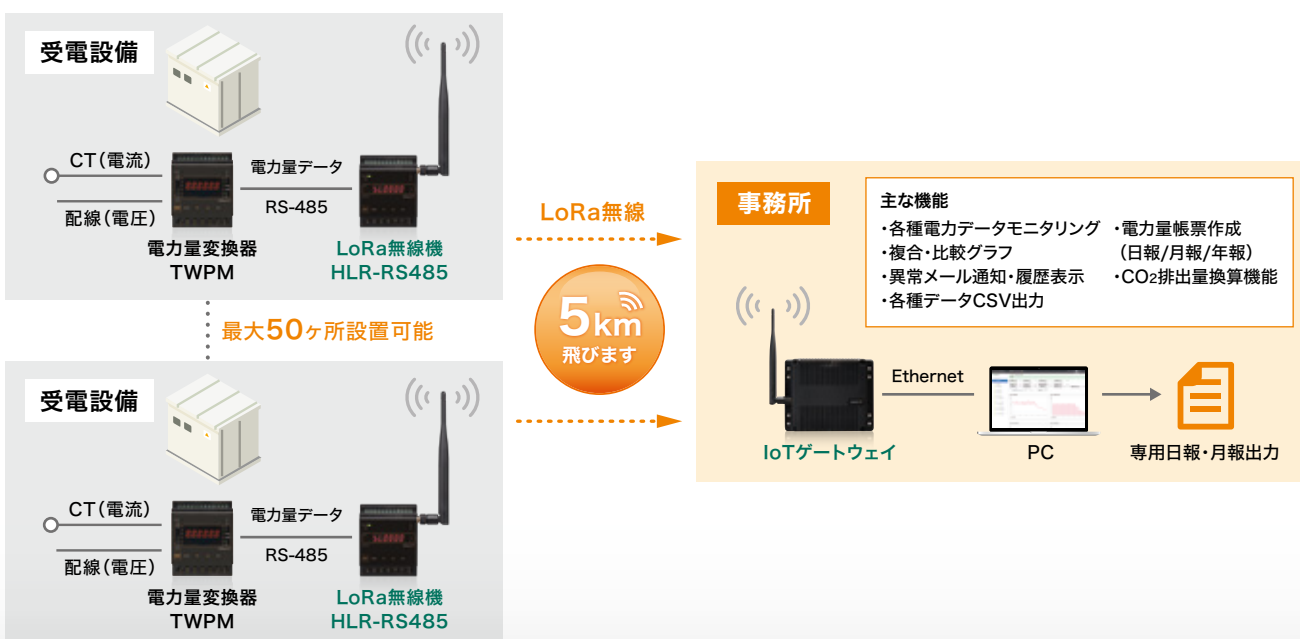 受電設備
CT(電流)
配線(電圧)
電力量データ
RS-485
電力量変換器
TWPM
LoRa無線機
HLR-RS485
最大50ヶ所設置可能
受電設備
CT(電流)
配線(電圧)
電力量データ
RS-485
電力量変換器
TWPM
LoRa無線機
HLR-RS485
LoRa無線
5km
飛びます
事務所
主な機能
・各種電力データモニタリング
・複合・比較グラフ
・異常メール通知・履歴表示
・各種データCSV出力
・電力量帳票作成
(日報/月報/年報)
・CO2排出量換算機能
Ethernet
IoTゲートウェイ
PC
専用日報・月報出力